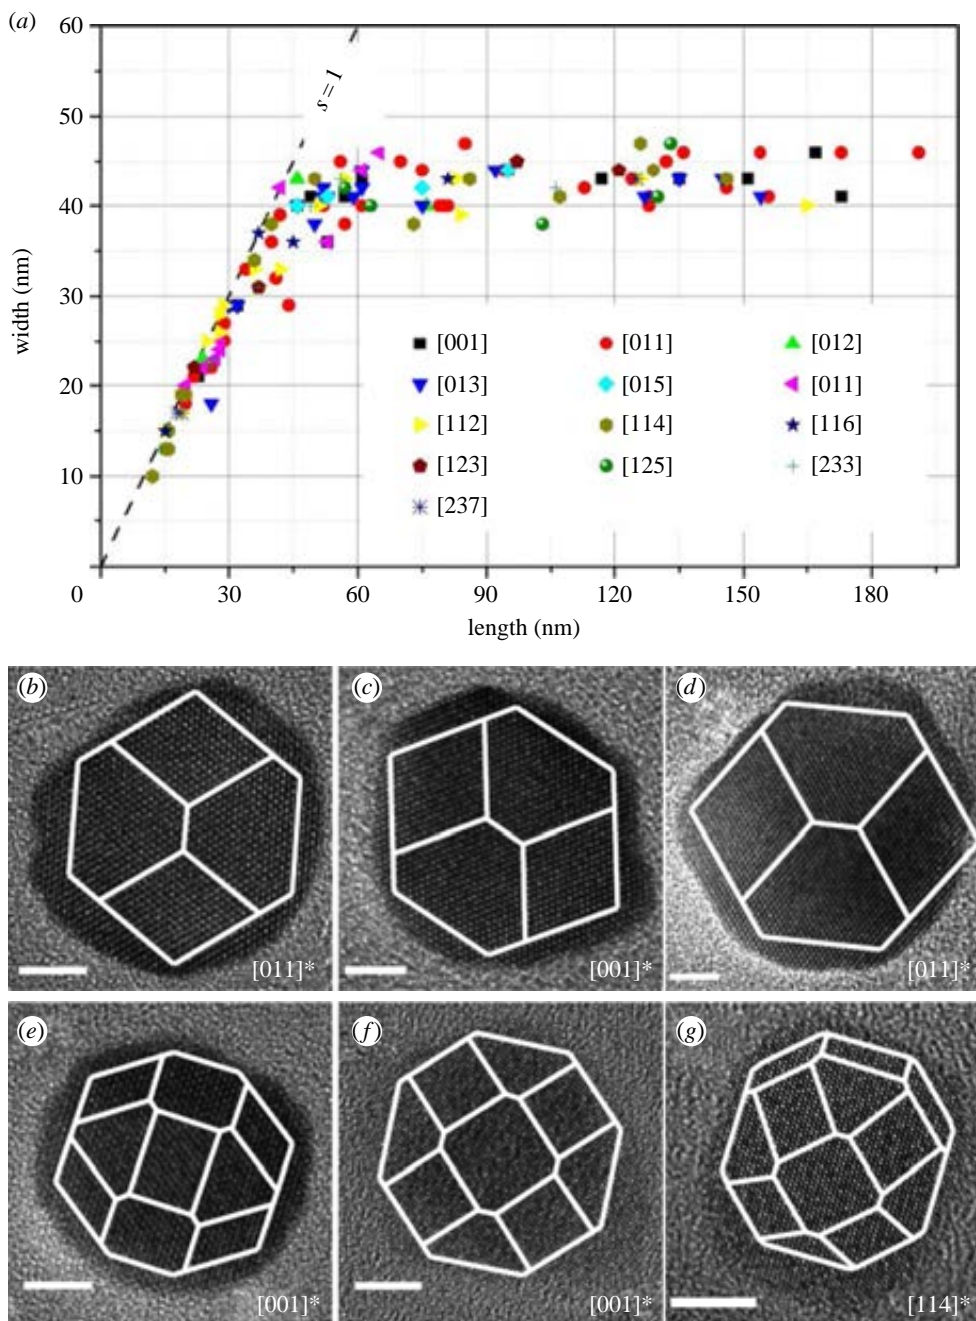 (a)
60
50
40
30
20
10
0
width (nm)
s = 1
[001] [011] [012]
[013] [015] [011]
[112] [114] [116]
[123] [125] [233]
[237]
30 60 90 120 150 180
length (nm)
(b) (c) (d)
[011]* [001]* [011]*
(e) (f) (g)
[001]* [001]* [114]*